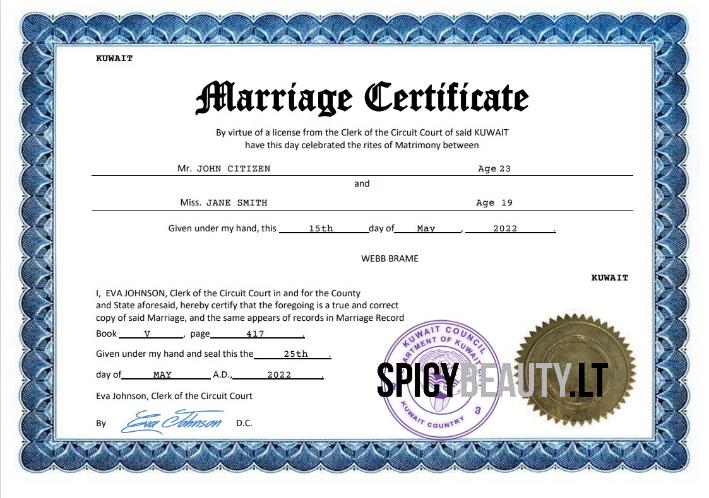 KUWAIT
Marriage Certificate
By virtue of a license from the Clerk of the Circuit Court of said KUWAIT
have this day celebrated the rites of Matrimony between
Mr. JOHN CITIZEN Age 23
and
Miss. JANE SMITH Age 19
Given under my hand, this 15th day of May, 2022.
WEBB BRAME
KUWAIT
I, EVA JOHNSON, Clerk of the Circuit Court in and for the County
and State aforesaid, hereby certify that the foregoing is a true and correct
copy of said Marriage, and the same appears of records in Marriage Record
Book V, page 417.
Given under my hand and seal this the 25th.
day of MAY A.D., 2022.
Eva Johnson, Clerk of the Circuit Court
By Eva Johnson D.C.
KUWAIT COUNCIL
OF KUWAIT
KUWAIT COUNTRY
SPICYBEAUTY.LT